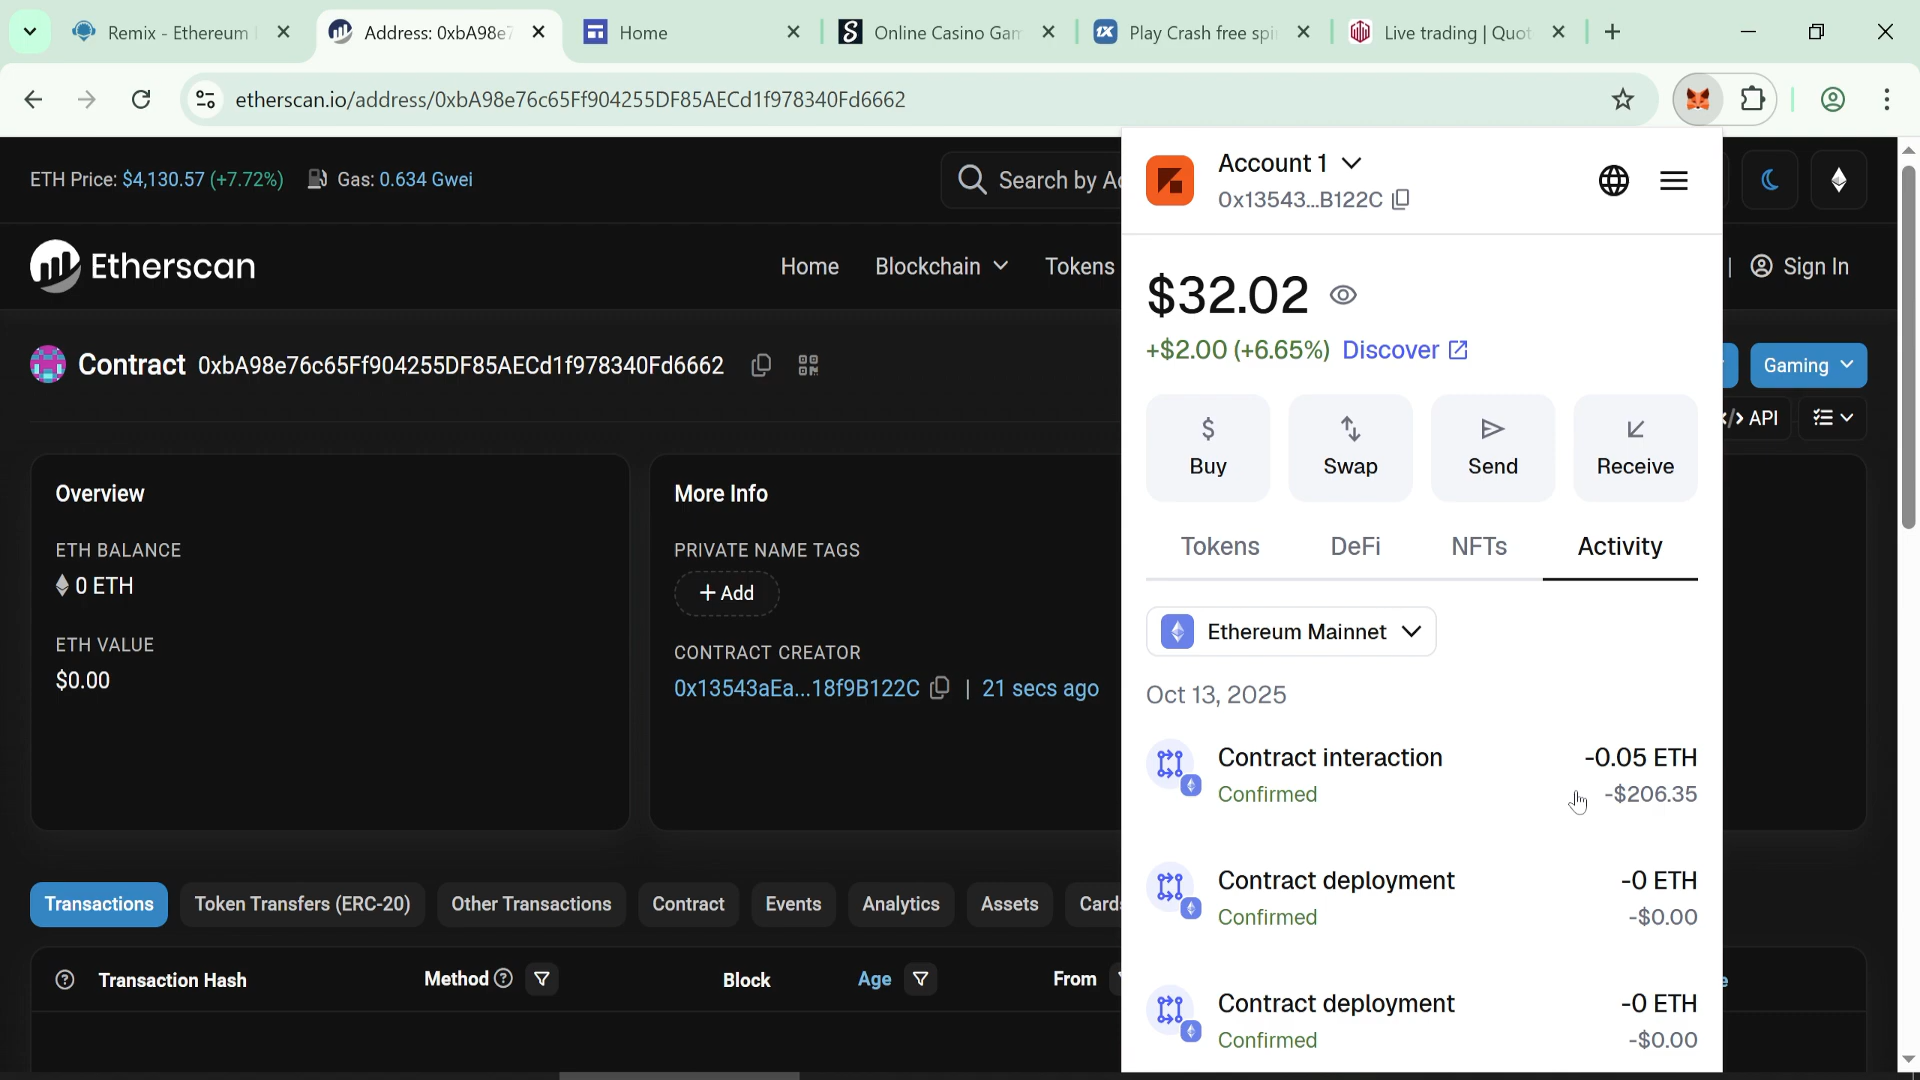 Remix - Ethereum
Address: 0xbA98e7
Home
Online Casino Gam
Play Crash free spi
Live trading | Quot
etherscan.io/address/0xbA98e76c65Ff904255DF85AECd1f978340Fd6662
ETH Price: $4,130.57 (+7.72%) Gas: 0.634 Gwei
Search by Ad
Etherscan
Home
Blockchain
Tokens
Sign In
Contract 0xbA98e76c65Ff904255DF85AECd1f978340Fd6662
Gaming
API
Overview
ETH BALANCE
0 ETH
ETH VALUE
$0.00
More Info
PRIVATE NAME TAGS
+ Add
CONTRACT CREATOR
0x13543aEa...18f9B122C | 21 secs ago
Transactions
Token Transfers (ERC-20)
Other Transactions
Contract
Events
Analytics
Assets
Cards
Transaction Hash
Method
Block
Age
From
Account 1
0x13543...B122C
$32.02
+$2.00 (+6.65%) Discover
$
Buy
Swap
Send
Receive
Tokens
DeFi
NFTs
Activity
Ethereum Mainnet
Oct 13, 2025
Contract interaction -0.05 ETH
Confirmed -$206.35
Contract deployment -0 ETH
Confirmed -$0.00
Contract deployment -0 ETH
Confirmed -$0.00